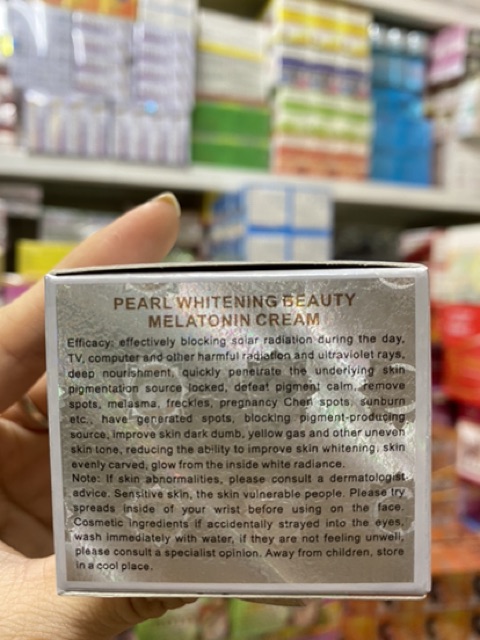 PEARL WHITENING BEAUTY
MELATONIN CREAM
Efficacy: effectively blocking solar radiation during the day,
TV, computer and other harmful radiation and ultraviolet rays,
deep nourishment, quickly penetrate the underlying skin
pigmentation source locked, defeat pigment calm, remove
spots, melasma, freckles, pregnancy Chen spots, sunburn
etc., have generated spots, blocking pigment-producing
source, improve skin dark dumb, yellow gas and other uneven
skin tone, reducing the ability to improve skin whitening, skin
evenly carved, glow from the inside white radiance.
Note: if skin abnormalities, please consult a dermatologist
advice. Sensitive skin, the skin vulnerable people. Please try
spreads inside of your wrist before using on the face.
Cosmetic ingredients if accidentally strayed into the eyes,
wash immediately with water, if they are not feeling unwell,
please consult a specialist opinion. Away from children, store
in a cool place.